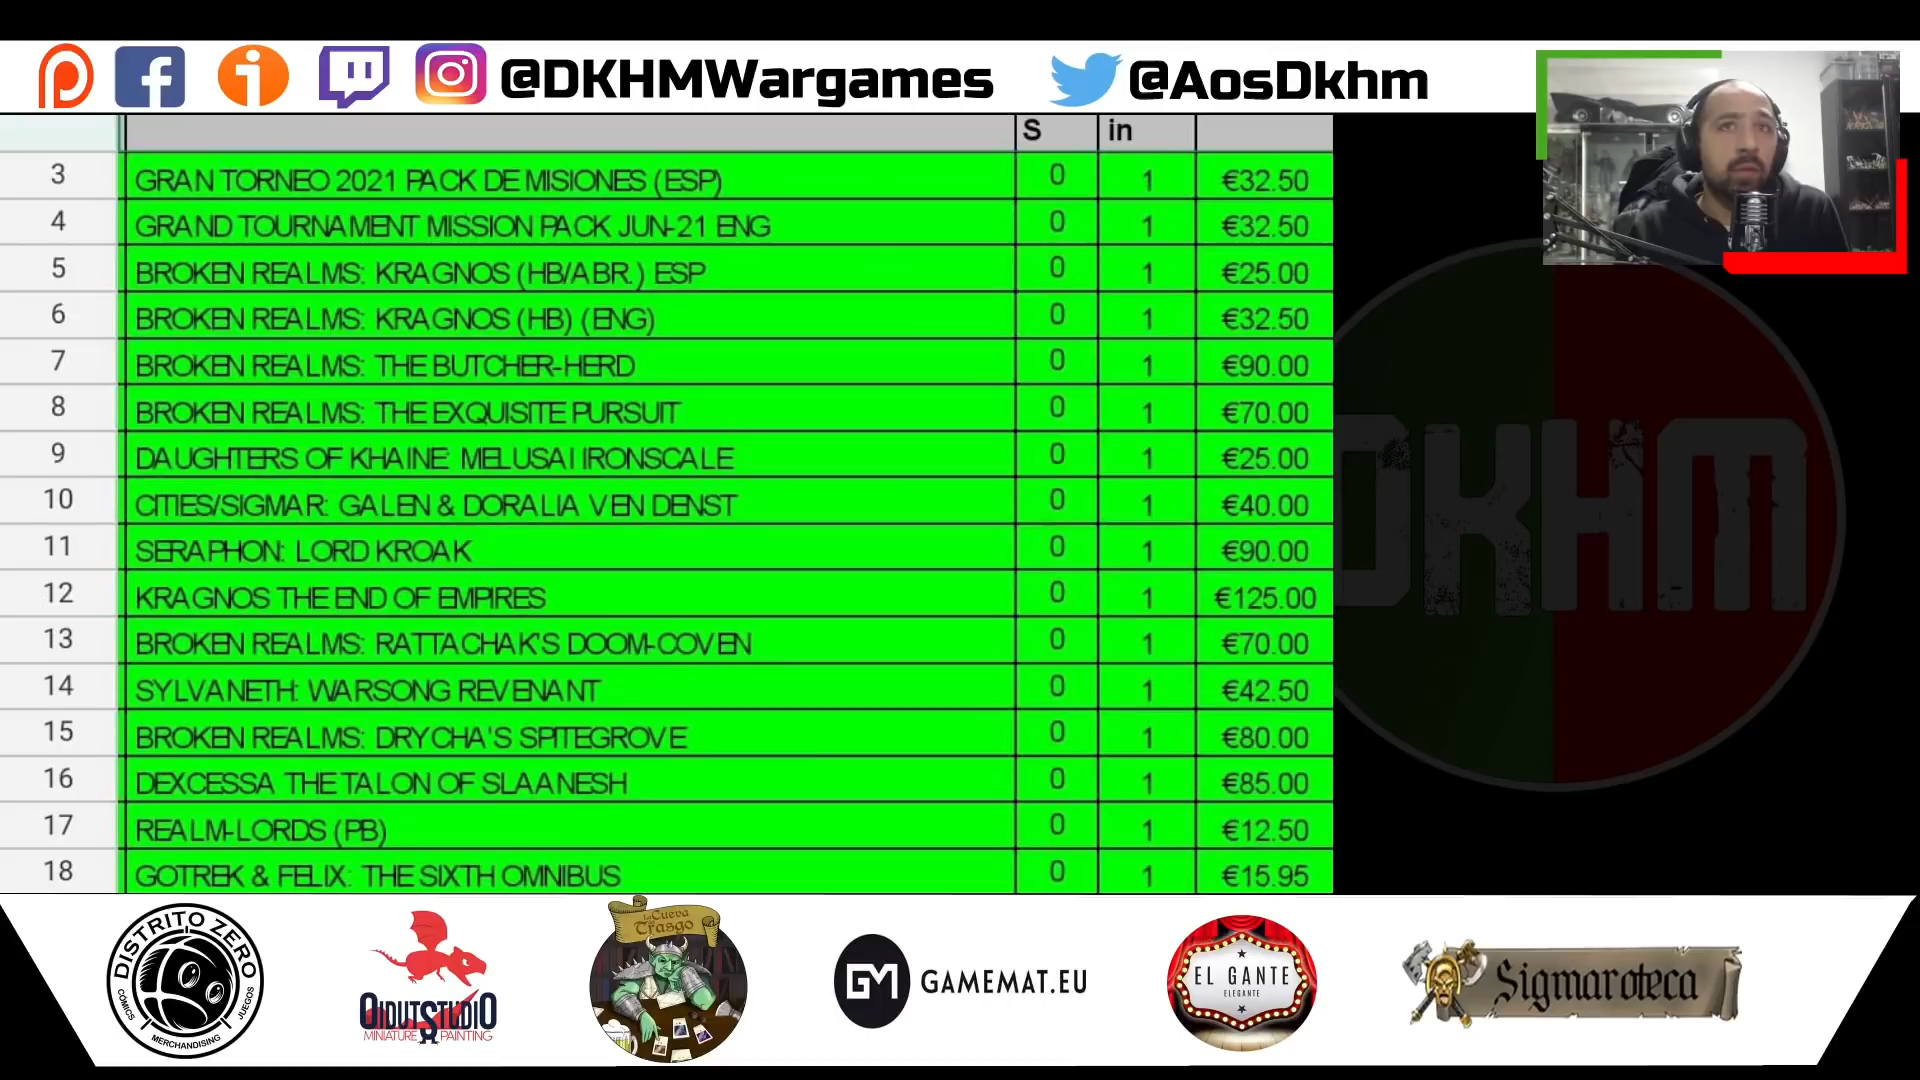 @DKHMWargames @AosDkhm
S in
3 GRAN TORNEO 2021 PACK DE MISIONES (ESP) 0 1 €32.50
4 GRAND TOURNAMENT MISSION PACK JUN-21 ENG 0 1 €32.50
5 BROKEN REALMS: KRAGNOS (HB/ABR.) ESP 0 1 €25.00
6 BROKEN REALMS: KRAGNOS (HB) (ENG) 0 1 €32.50
7 BROKEN REALMS: THE BUTCHER-HERD 0 1 €90.00
8 BROKEN REALMS: THE EXQUISITE PURSUIT 0 1 €70.00
9 DAUGHTERS OF KHAINE: MELUSAI IRONSCALE 0 1 €25.00
10 CITIES/SIGMAR: GALEN & DORALIA VEN DENST 0 1 €40.00
11 SERAPHON: LORD KROAK 0 1 €90.00
12 KRAGNOS THE END OF EMPIRES 0 1 €125.00
13 BROKEN REALMS: RATTACHAK'S DOOM-COVEN 0 1 €70.00
14 SYLVANETH: WARSONG REVENANT 0 1 €42.50
15 BROKEN REALMS: DRYCHA'S SPITEGROVE 0 1 €80.00
16 DEXCESSA THE TALON OF SLAANESH 0 1 €85.00
17 REALM-LORDS (PB) 0 1 €12.50
18 GOTREK & FELIX: THE SIXTH OMNIBUS 0 1 €15.95
DKHM
DISTRITO ZERO
CÓMICS MERCHANDISING JUEGOS
OIDUTSTUDIO
MINIATURE PAINTING
La Cueva
Trasgo
GM GAMEMAT.EU
EL GANTE
ELEGANTE
Sigmaroteca